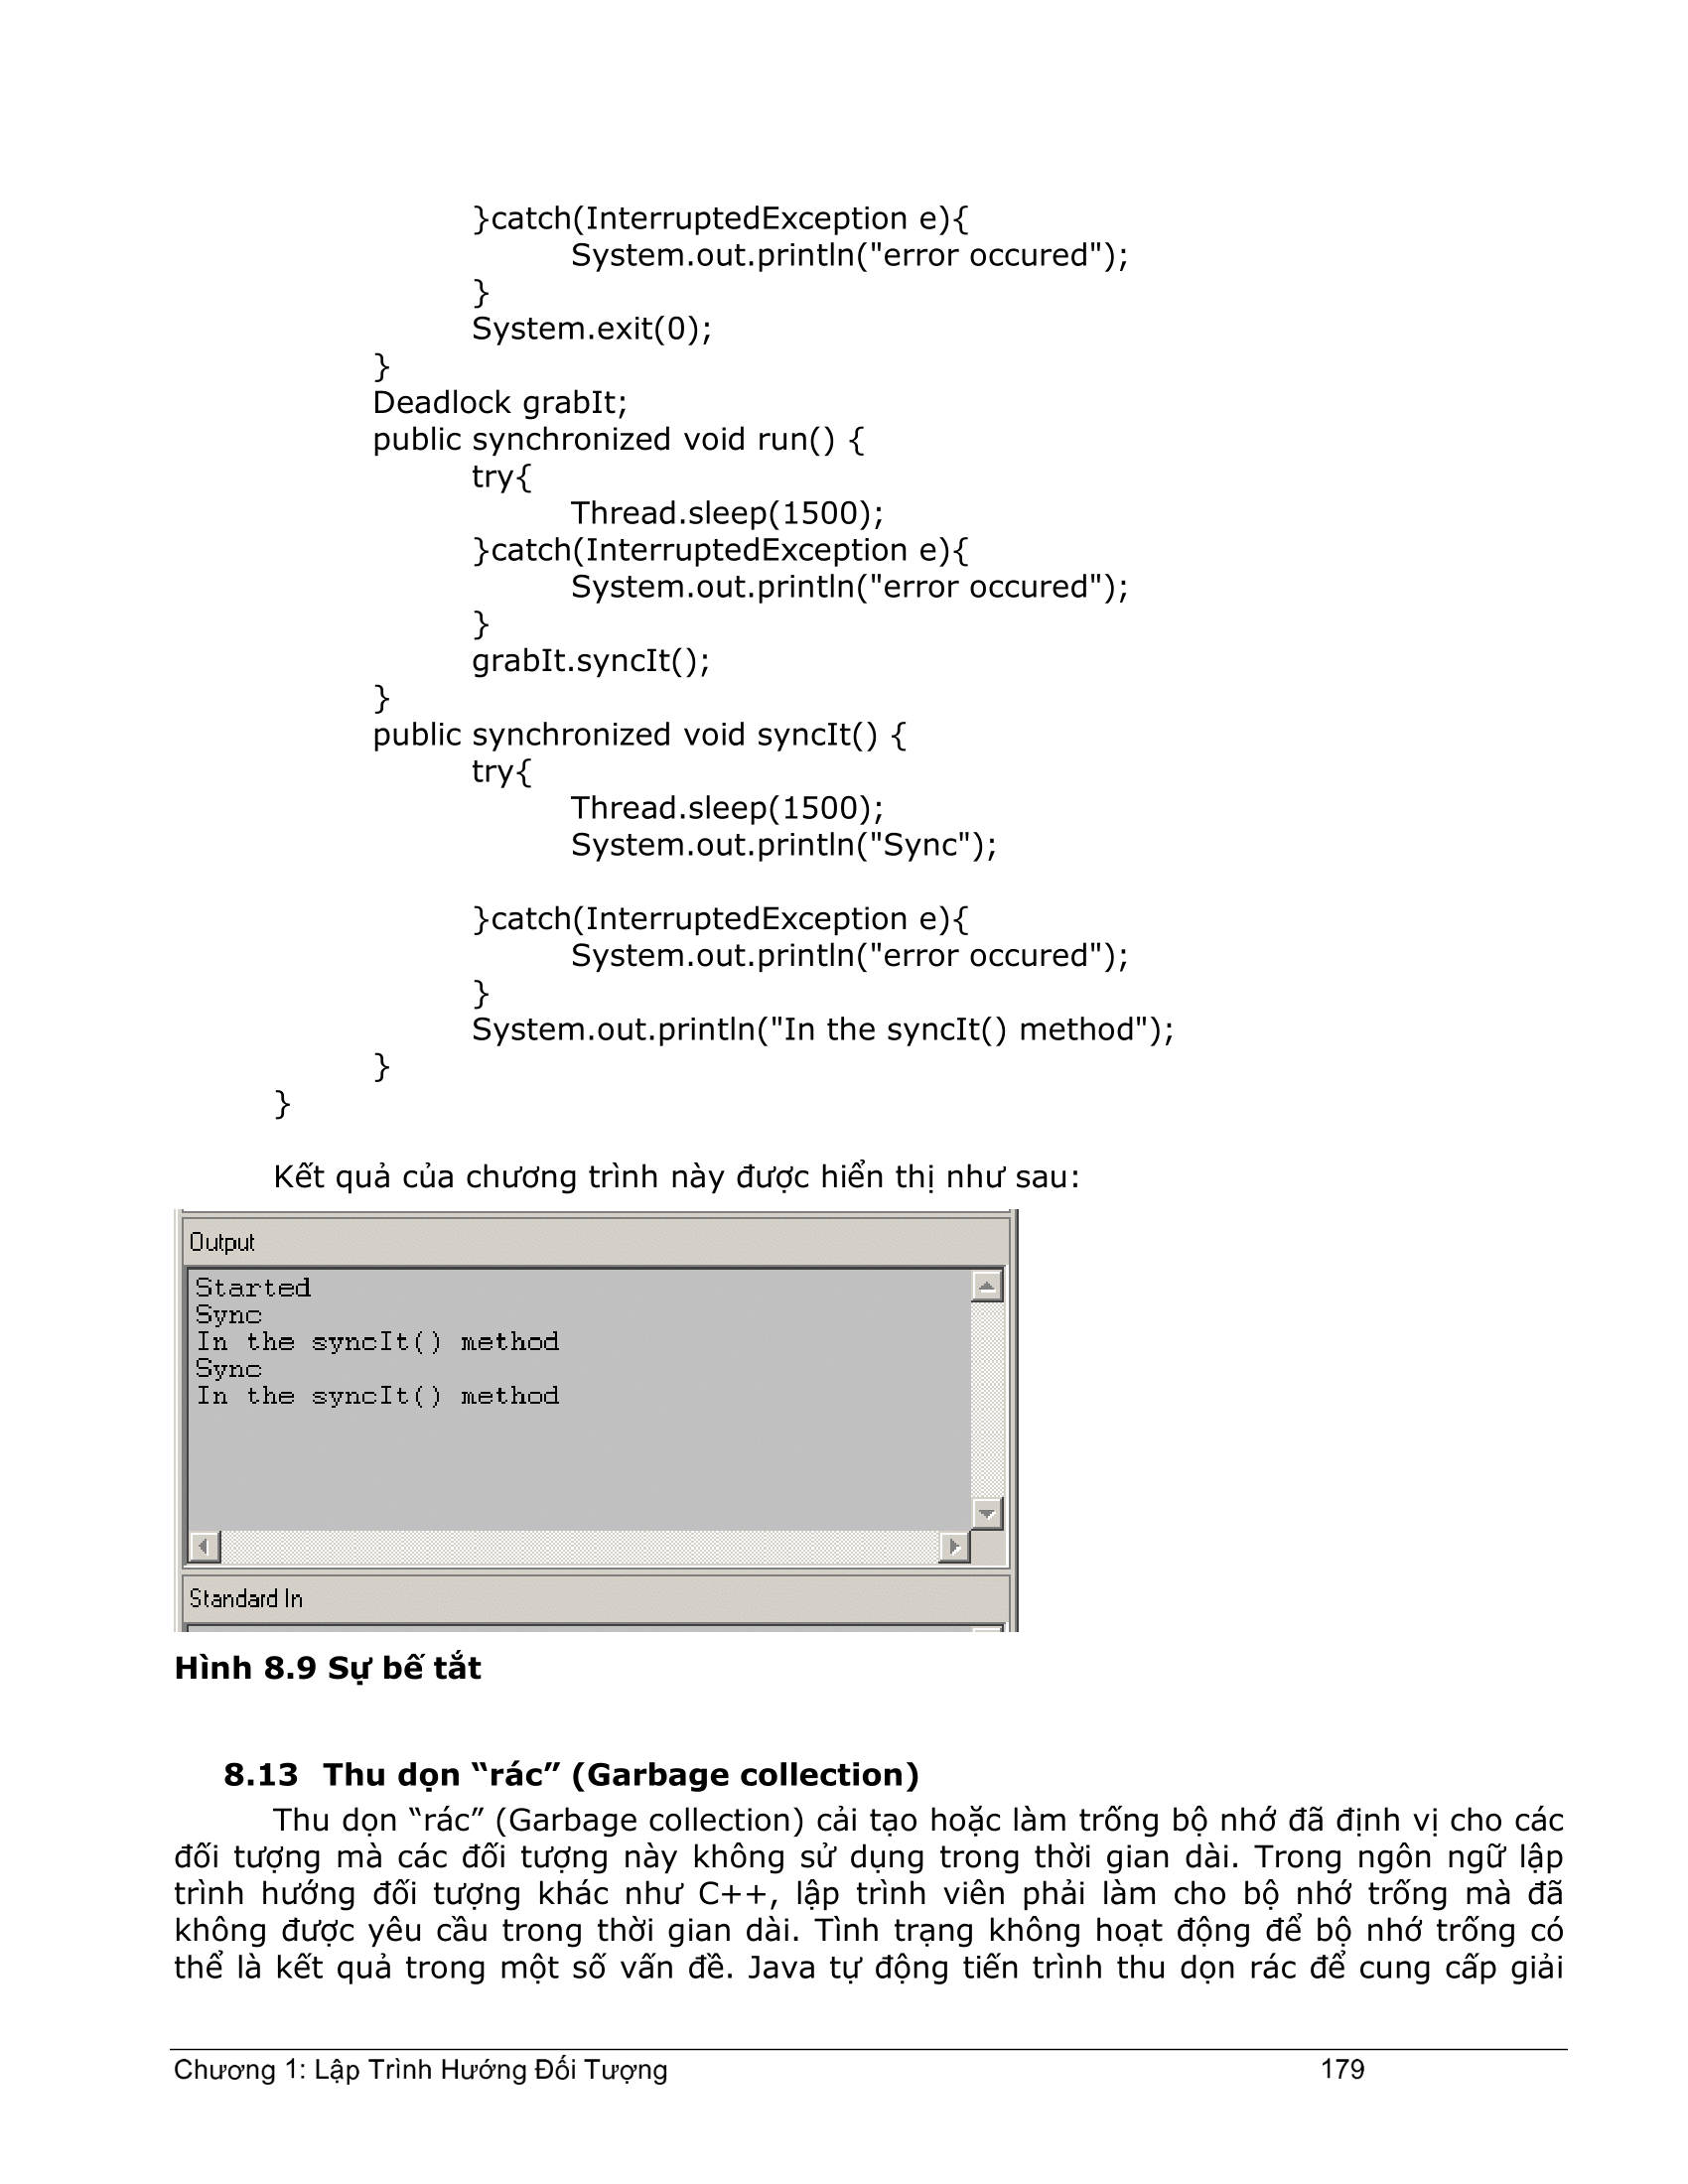 }catch(InterruptedException e){
System.out.println("error occured");
}
System.exit(0);
}
Deadlock grabIt;
public synchronized void run() {
try{
Thread.sleep(1500);
}catch(InterruptedException e){
System.out.println("error occured");
}
grabIt.syncIt();
}
public synchronized void syncIt() {
try{
Thread.sleep(1500);
System.out.println("Sync");
}catch(InterruptedException e){
System.out.println("error occured");
}
System.out.println("In the syncIt() method");
}
}
Kết quả của chương trình này được hiển thị như sau:
Output
Started
Sync
In the syncIt() method
Sync
In the syncIt() method
Standard In
Hình 8.9 Sự bế tắt
8.13 Thu dọn “rác” (Garbage collection)
Thu dọn “rác” (Garbage collection) cải tạo hoặc làm trống bộ nhớ đã định vị cho các
đối tượng mà các đối tượng này không sử dụng trong thời gian dài. Trong ngôn ngữ lập
trình hướng đối tượng khác như C++, lập trình viên phải làm cho bộ nhớ trống mà đã
không được yêu cầu trong thời gian dài. Tình trạng không hoạt động để bộ nhớ trống có
thể là kết quả trong một số vấn đề. Java tự động tiến trình thu dọn rác để cung cấp giải
Chương 1: Lập Trình Hướng Đối Tượng 179